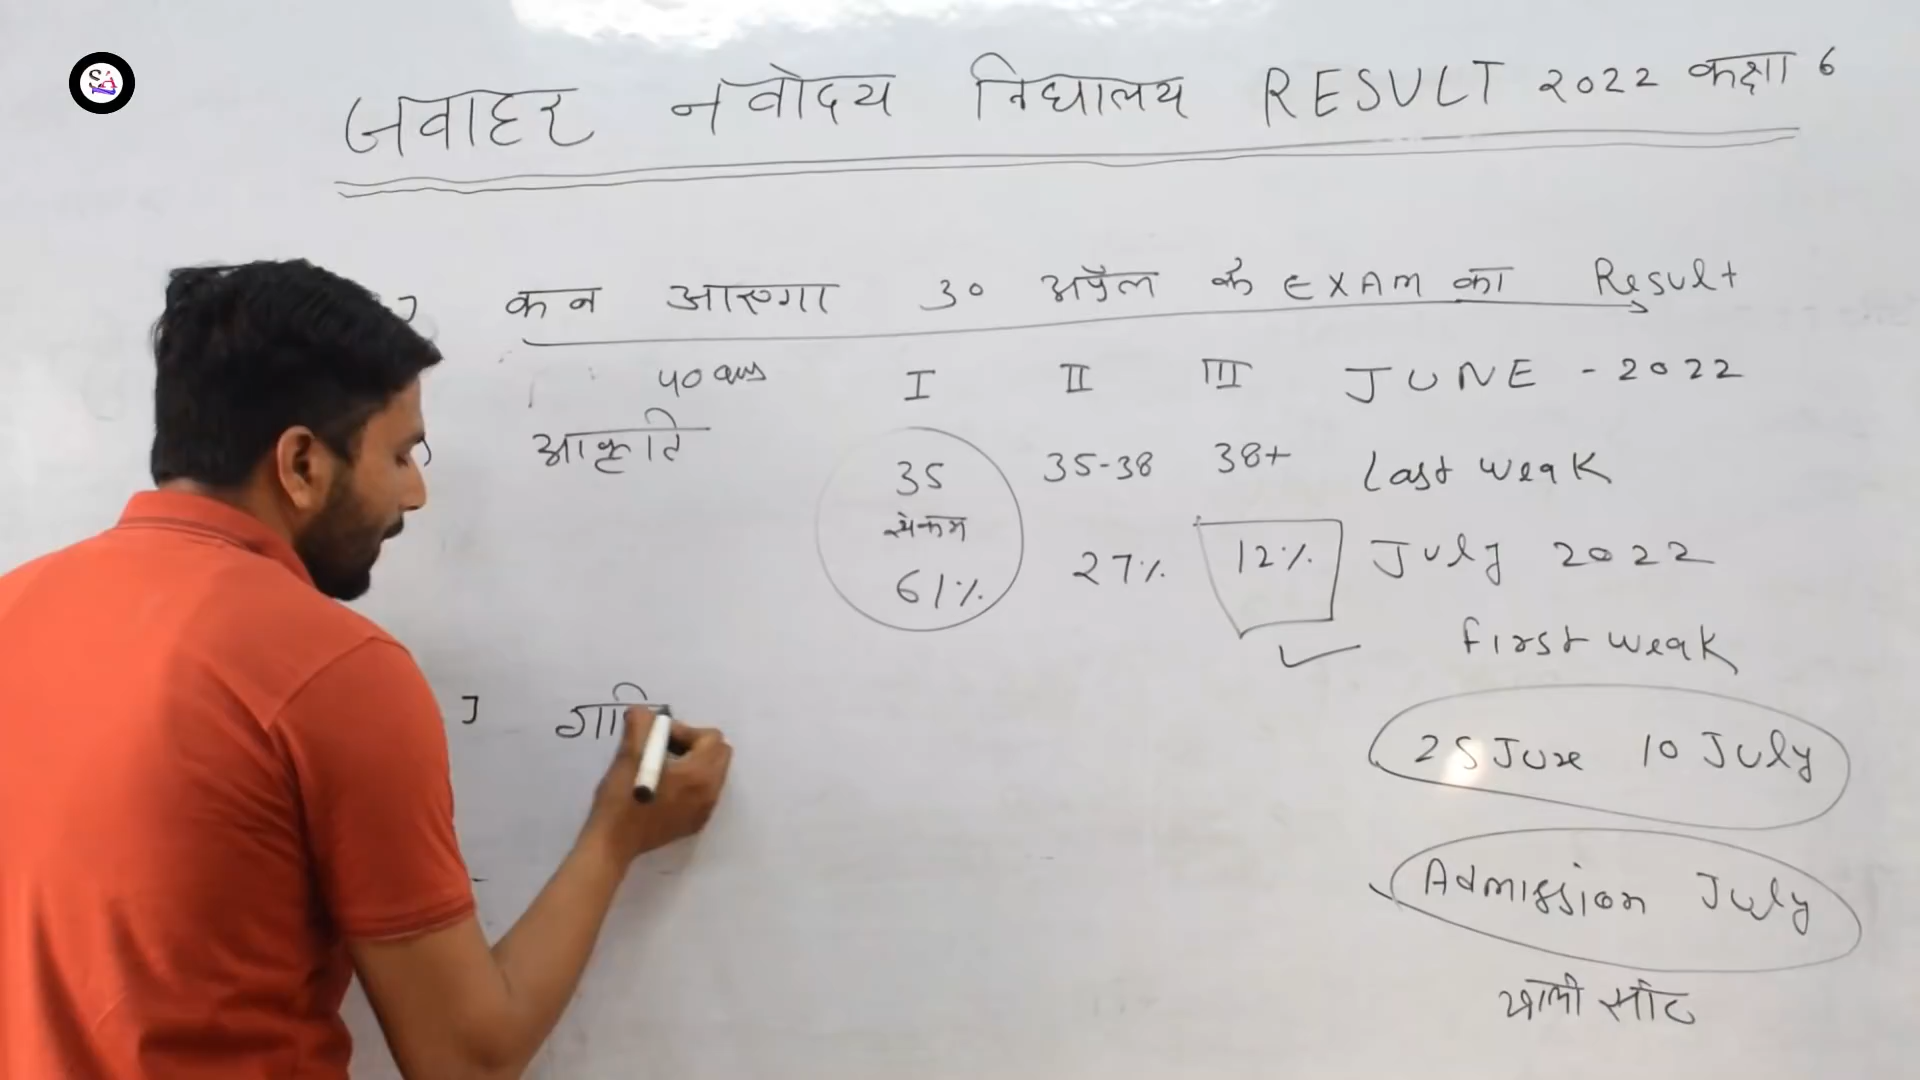 जवाहर नवोदय विद्यालय RESULT 2022 कक्षा 6
कब आएगा 30 अप्रैल के EXAM का Result
40 ans I II III JUNE - 2022
आकृति 35 35-38 38+ Last weak
से कम
61% 27% 12% July 2022
First weak
25 June 10 July
Admission July
खाली सीट